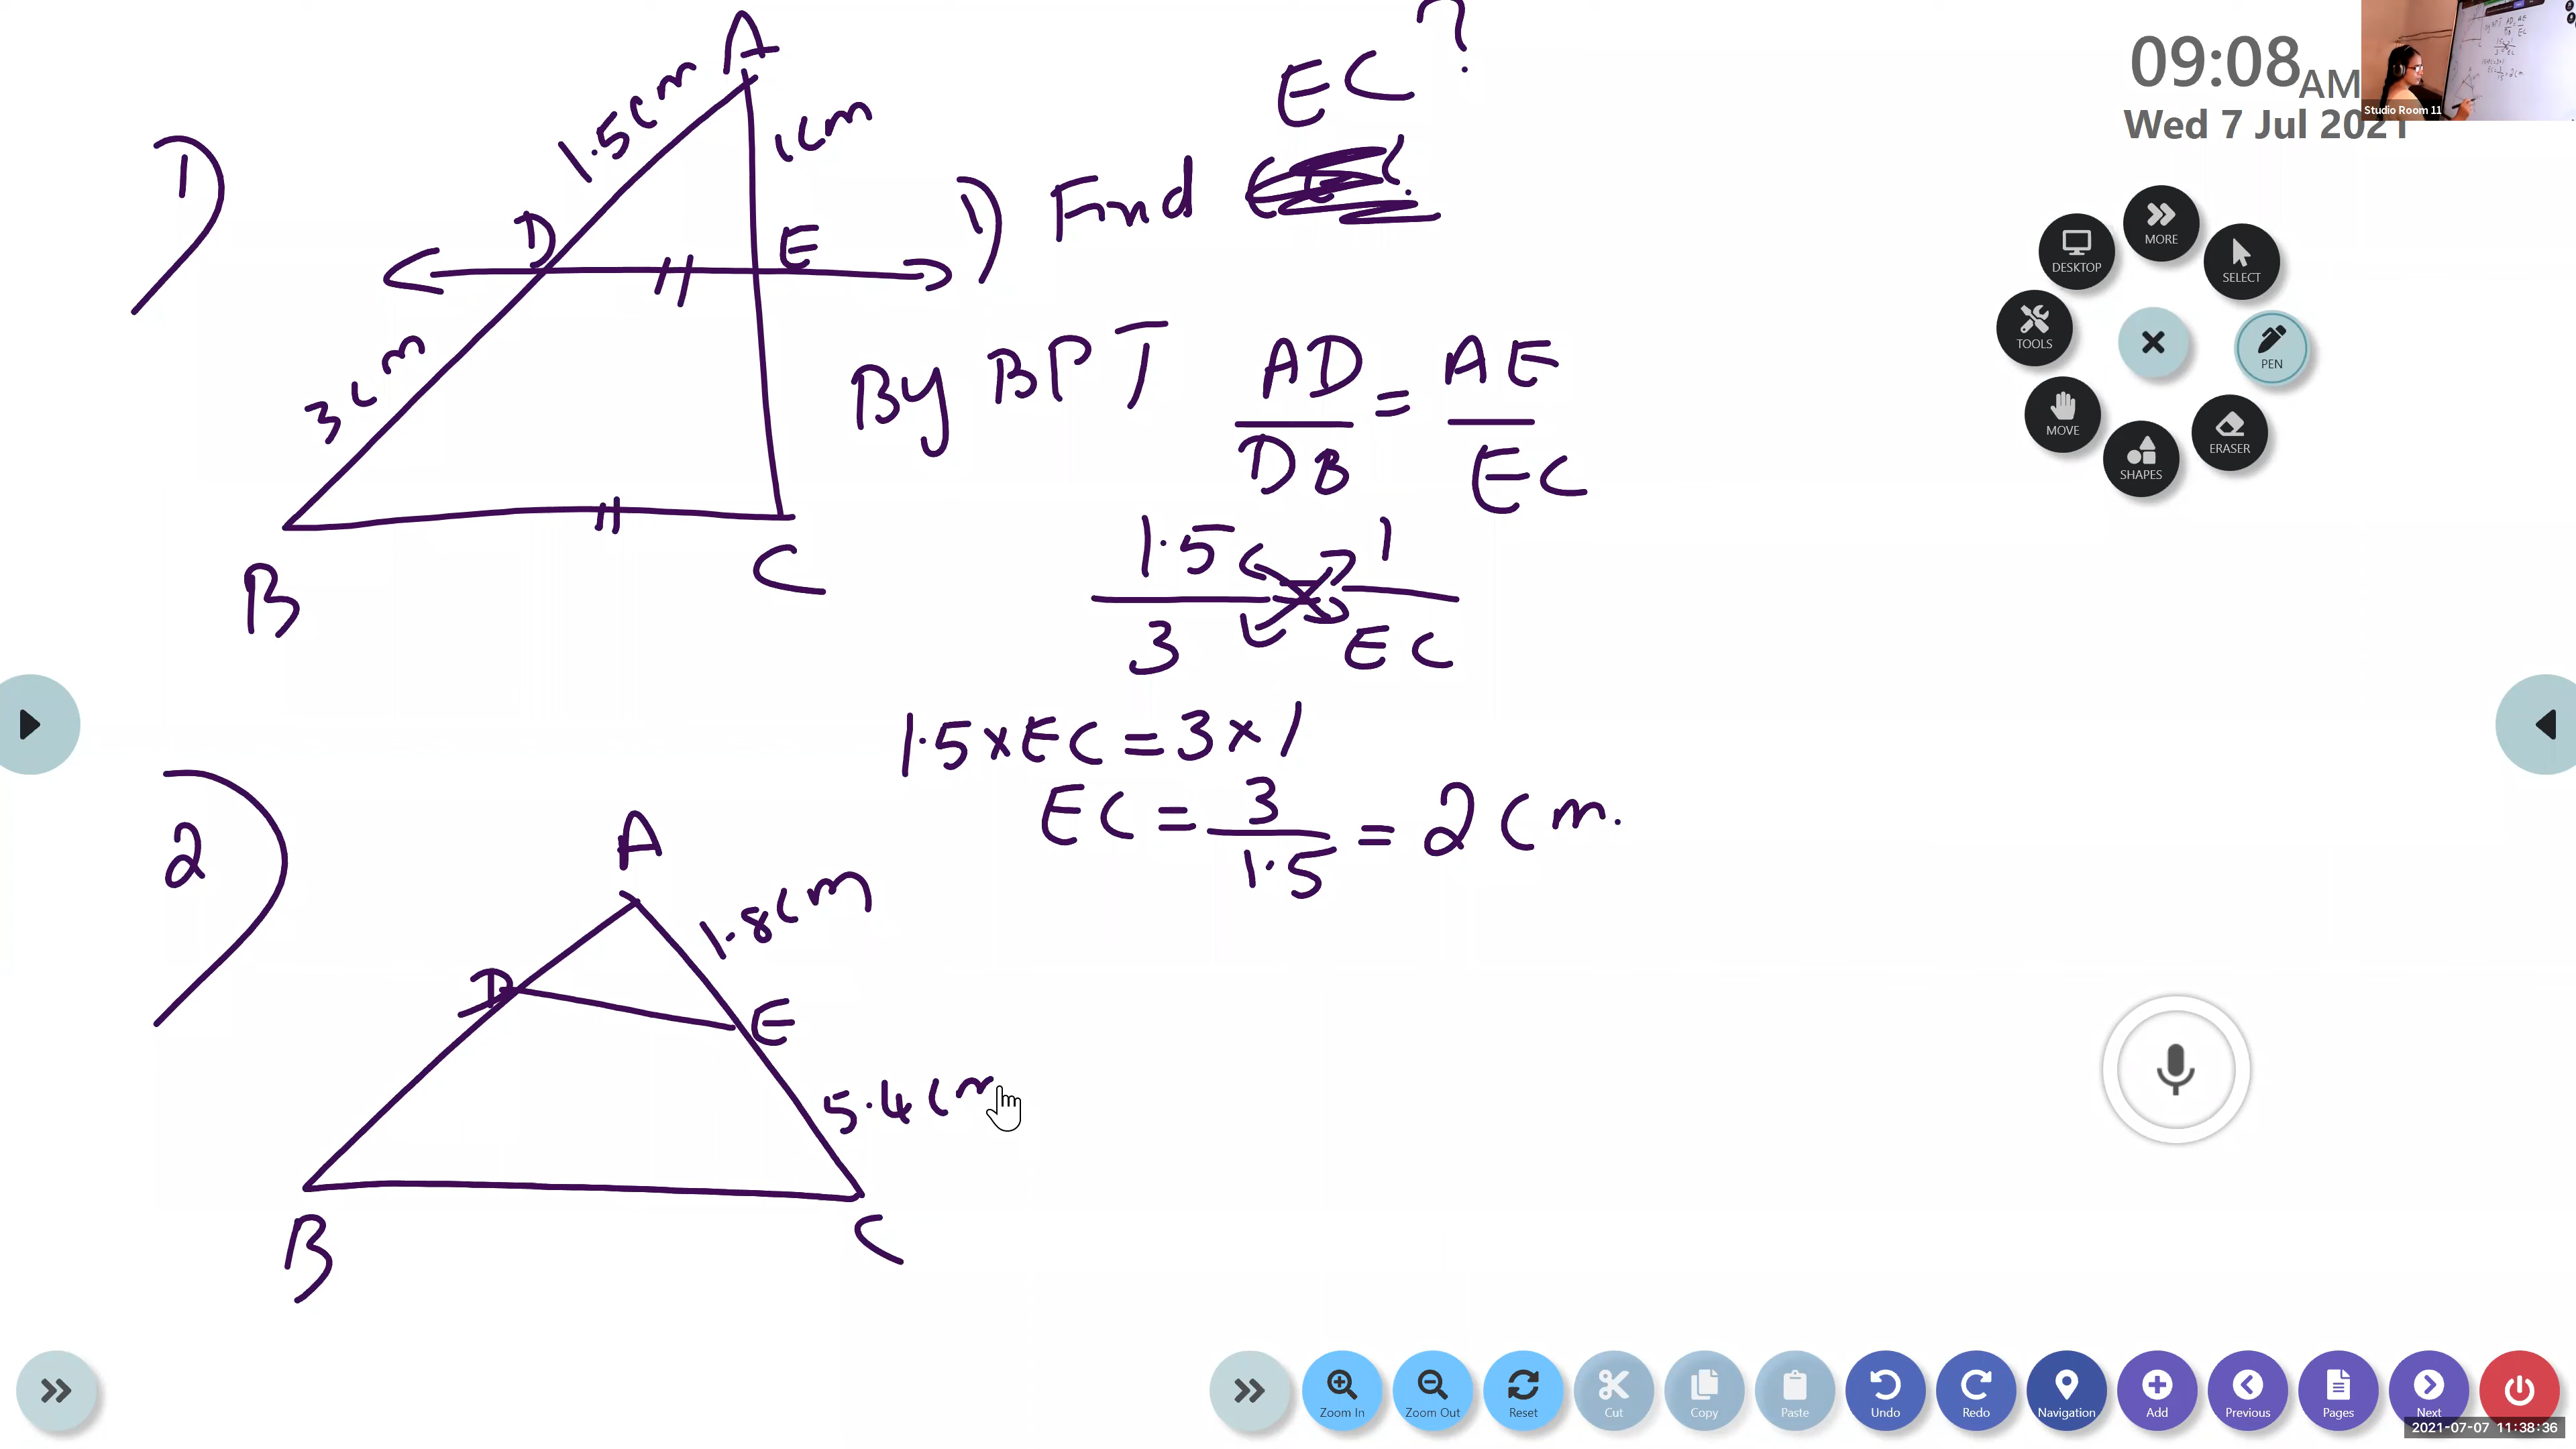 1)
A
1.5cm
1cm
D
E
3cm
B
C
EC?
1) Find
By BPT AD/DB = AE/EC
1.5/3 = 1/EC
1.5×EC=3×1
EC = 3/1.5 = 2cm.
2)
A
1.8cm
D
E
5.4cm
B
C
09:08 AM
Wed 7 Jul 2021
Studio Room 11
MORE
DESKTOP
SELECT
TOOLS
PEN
MOVE
ERASER
SHAPES
Zoom In
Zoom Out
Reset
Cut
Copy
Paste
Undo
Redo
Navigation
Add
Previous
Pages
Next
2021-07-07 11:38:36